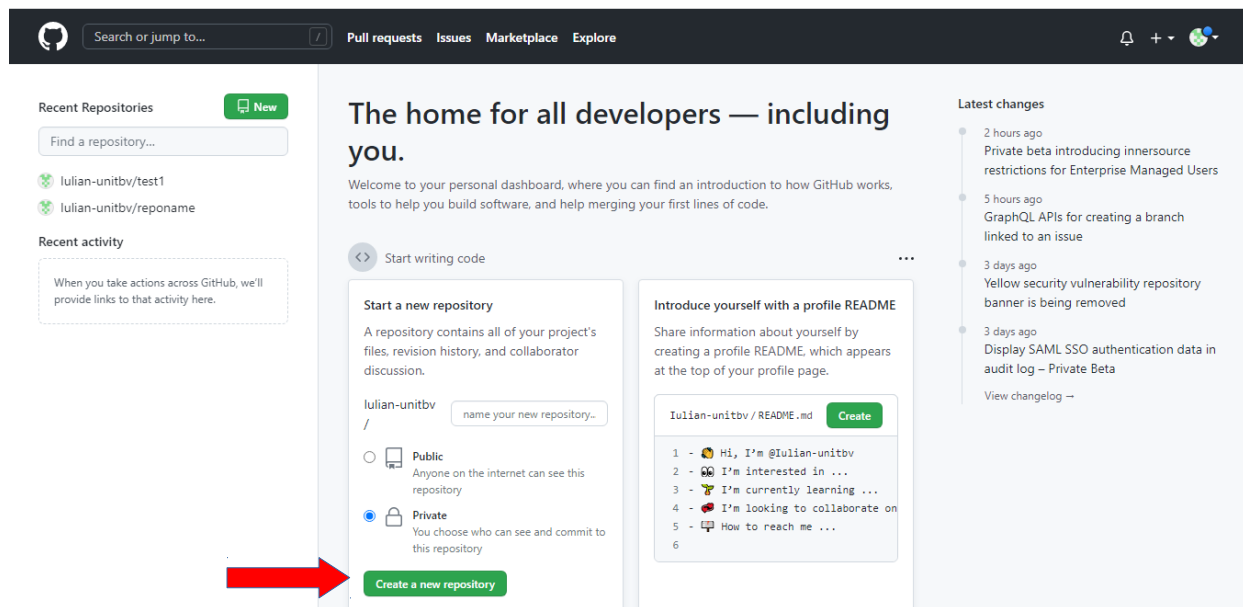 Search or jump to...
/
Pull requests Issues Marketplace Explore
Recent Repositories
New
Find a repository...
Iulian-unitbv/test1
Iulian-unitbv/reponame
Recent activity
When you take actions across GitHub, we'll
provide links to that activity here.
The home for all developers — including
you.
Welcome to your personal dashboard, where you can find an introduction to how GitHub works,
tools to help you build software, and help merging your first lines of code.
Start writing code
Start a new repository
A repository contains all of your project's
files, revision history, and collaborator
discussion.
Iulian-unitbv
/
name your new repository..
Public
Anyone on the internet can see this
repository
Private
You choose who can see and commit to
this repository
Create a new repository
Introduce yourself with a profile README
Share information about yourself by
creating a profile README, which appears
at the top of your profile page.
Iulian-unitbv/README.md
Create
1 - 👋 Hi, I'm @Iulian-unitbv
2 - 👀 I'm interested in ...
3 - 🌱 I'm currently learning ...
4 - 💞️ I'm looking to collaborate on
5 - 📫 How to reach me ...
6
Latest changes
2 hours ago
Private beta introducing innersource
restrictions for Enterprise Managed Users
5 hours ago
GraphQL APIs for creating a branch
linked to an issue
3 days ago
Yellow security vulnerability repository
banner is being removed
3 days ago
Display SAML SSO authentication data in
audit log – Private Beta
View changelog →